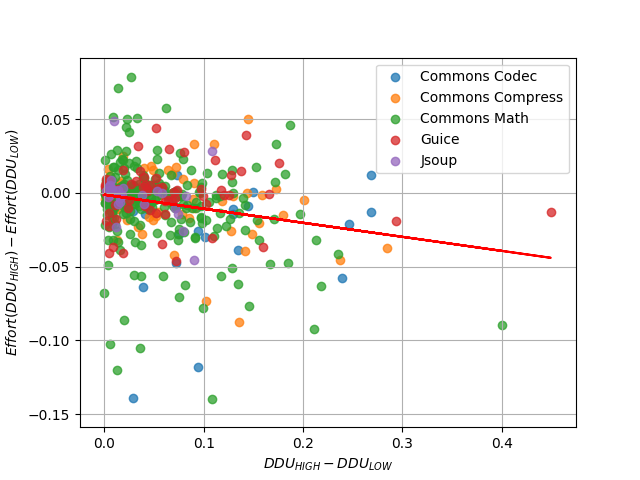 Commons Codec
Commons Compress
Commons Math
Guice
Jsoup
0.05
0.00
−0.05
−0.10
−0.15
0.0 0.1 0.2 0.3 0.4
Effort(DDU_HIGH) − Effort(DDU_LOW)
DDU_HIGH − DDU_LOW